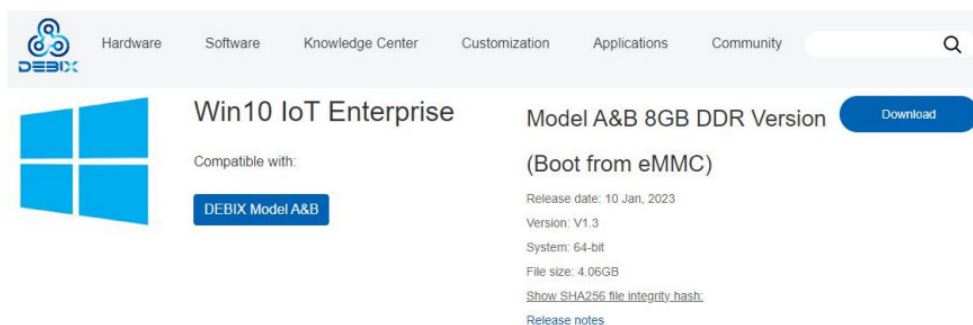 DEBIX
Hardware Software Knowledge Center Customization Applications Community
Win10 IoT Enterprise
Compatible with:
DEBIX Model A&B
Model A&B 8GB DDR Version
(Boot from eMMC)
Download
Release date: 10 Jan, 2023
Version: V1.3
System: 64-bit
File size: 4.06GB
Show SHA256 file integrity hash:
Release notes